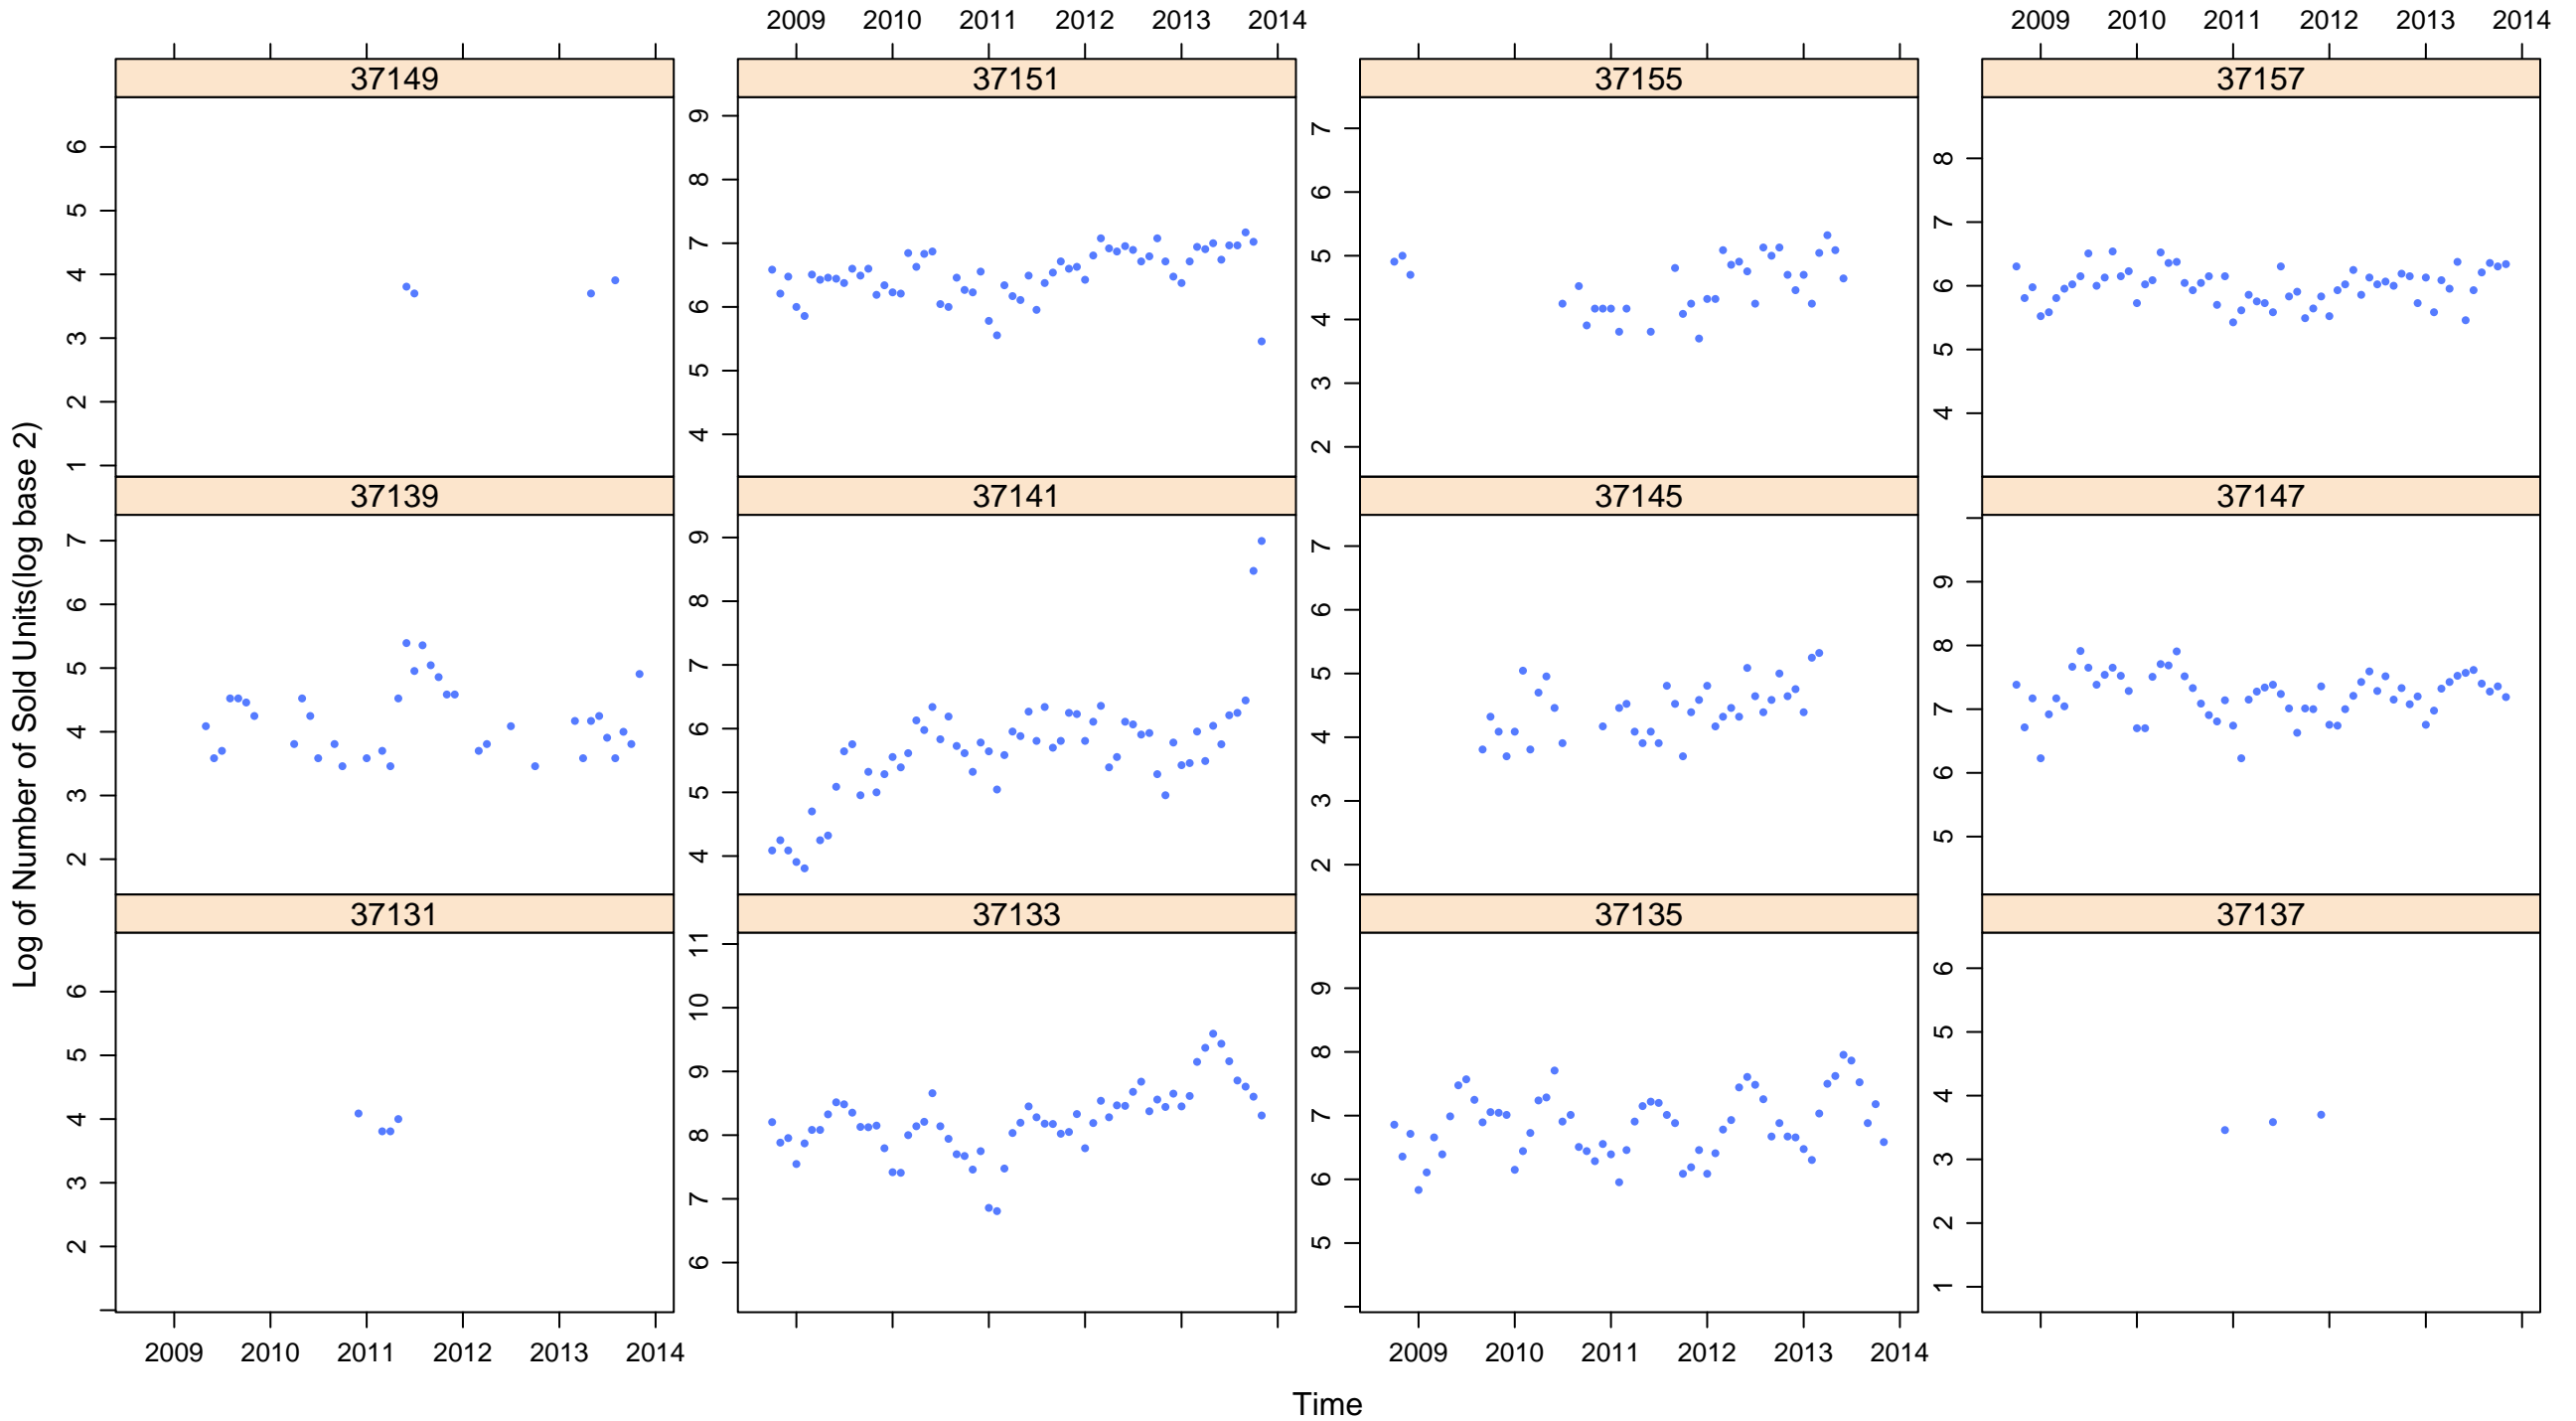 2009 2010 2011 2012 2013 2014 2009 2010 2011 2012 2013 2014
37149 37151 37155 37157
6 5 4 3 2 1
9 8 7 6 5 4
7 6 5 4 3 2
8 7 6 5 4
37139 37141 37145 37147
7 6 5 4 3 2
9 8 7 6 5 4
7 6 5 4 3 2
9 8 7 6 5
37131 37133 37135 37137
6 5 4 3 2
11 10 9 8 7 6
9 8 7 6 5
6 5 4 3 2 1
2009 2010 2011 2012 2013 2014 2009 2010 2011 2012 2013 2014
Log of Number of Sold Units(log base 2)
Time